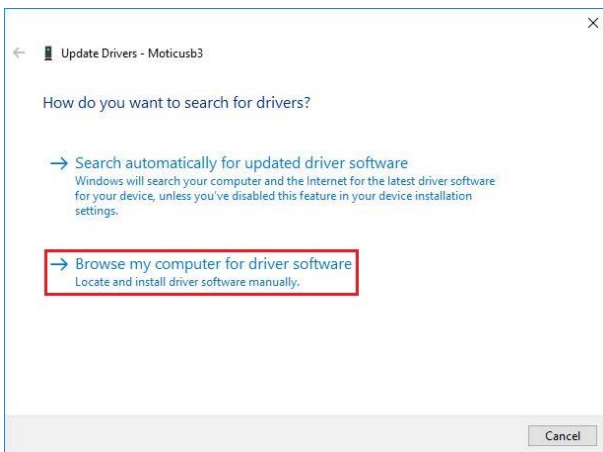 Update Drivers - Moticusb3
How do you want to search for drivers?
Search automatically for updated driver software
Windows will search your computer and the Internet for the latest driver software
for your device, unless you've disabled this feature in your device installation
settings.
Browse my computer for driver software
Locate and install driver software manually.
Cancel